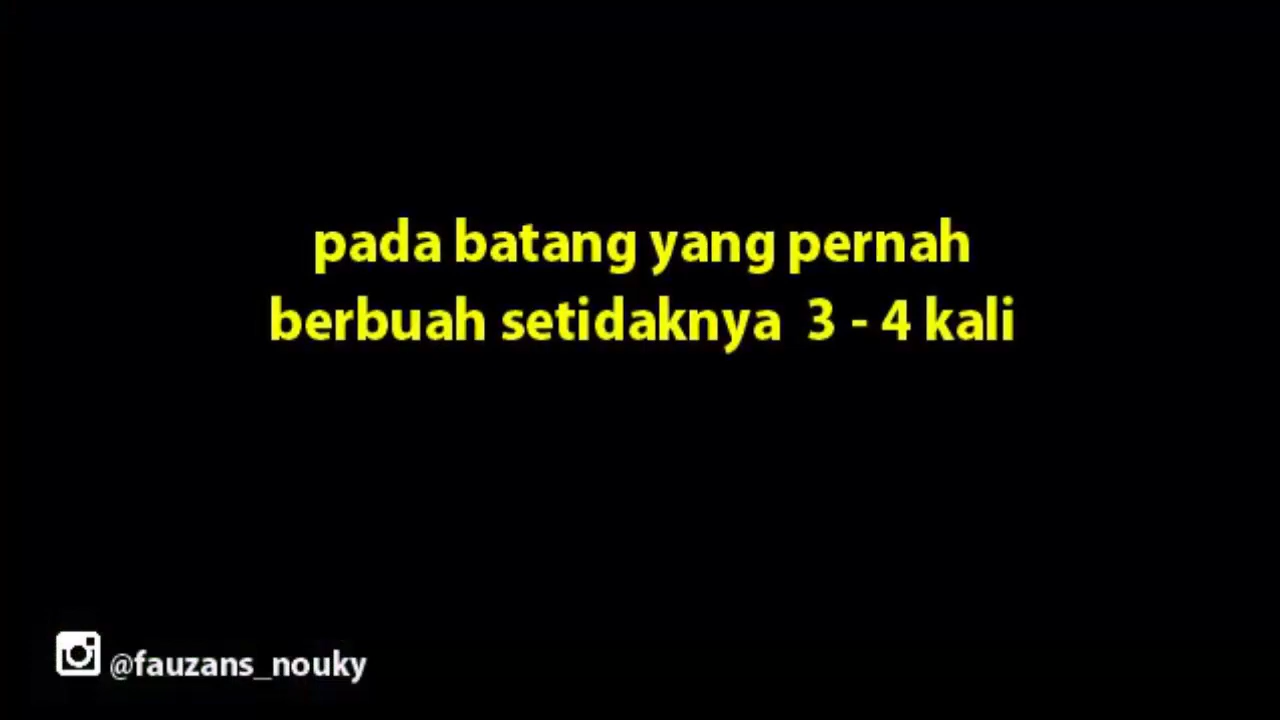 pada batang yang pernah
berbuah setidaknya 3 - 4 kali
@fauzans_nouky